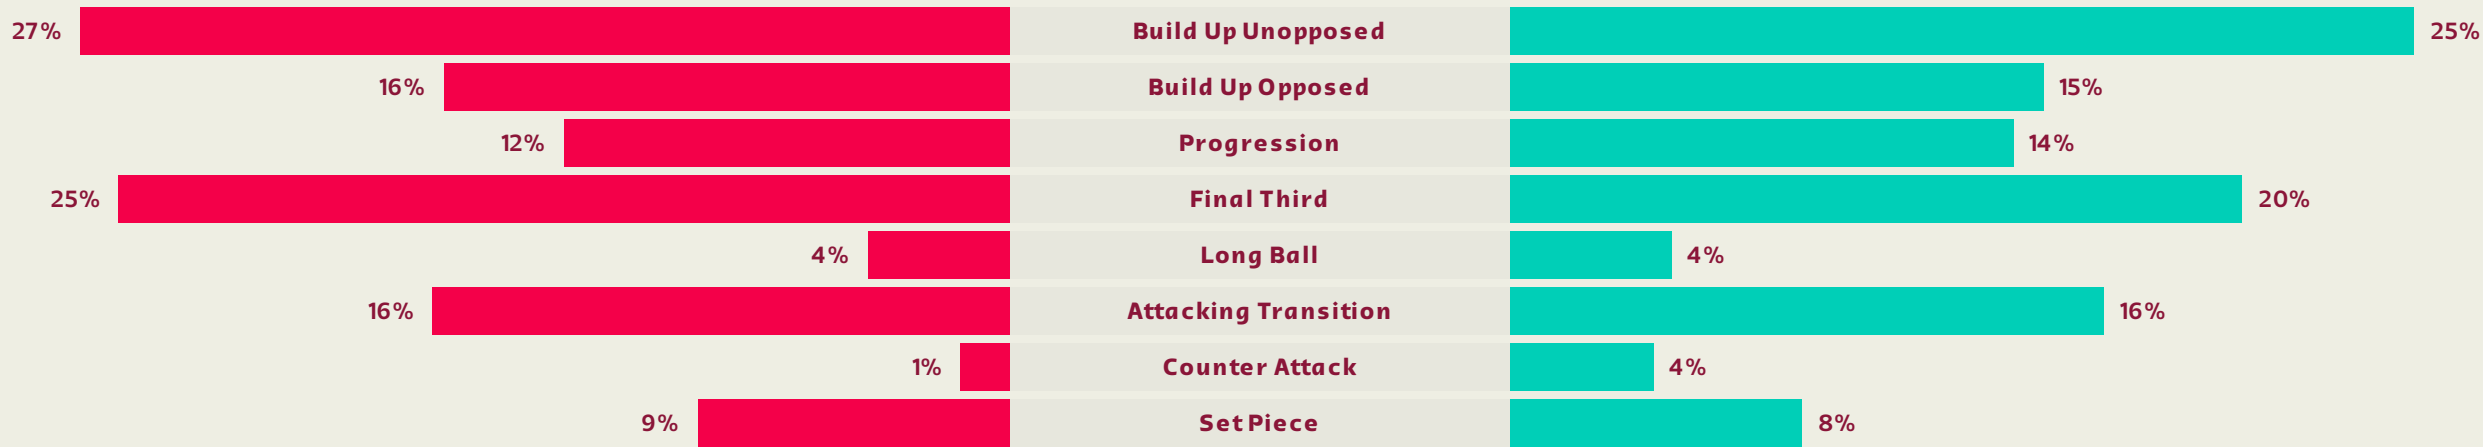 27% Build Up Unopposed 25%
16% Build Up Opposed 15%
12% Progression 14%
25% Final Third 20%
4% Long Ball 4%
16% Attacking Transition 16%
1% Counter Attack 4%
9% Set Piece 8%